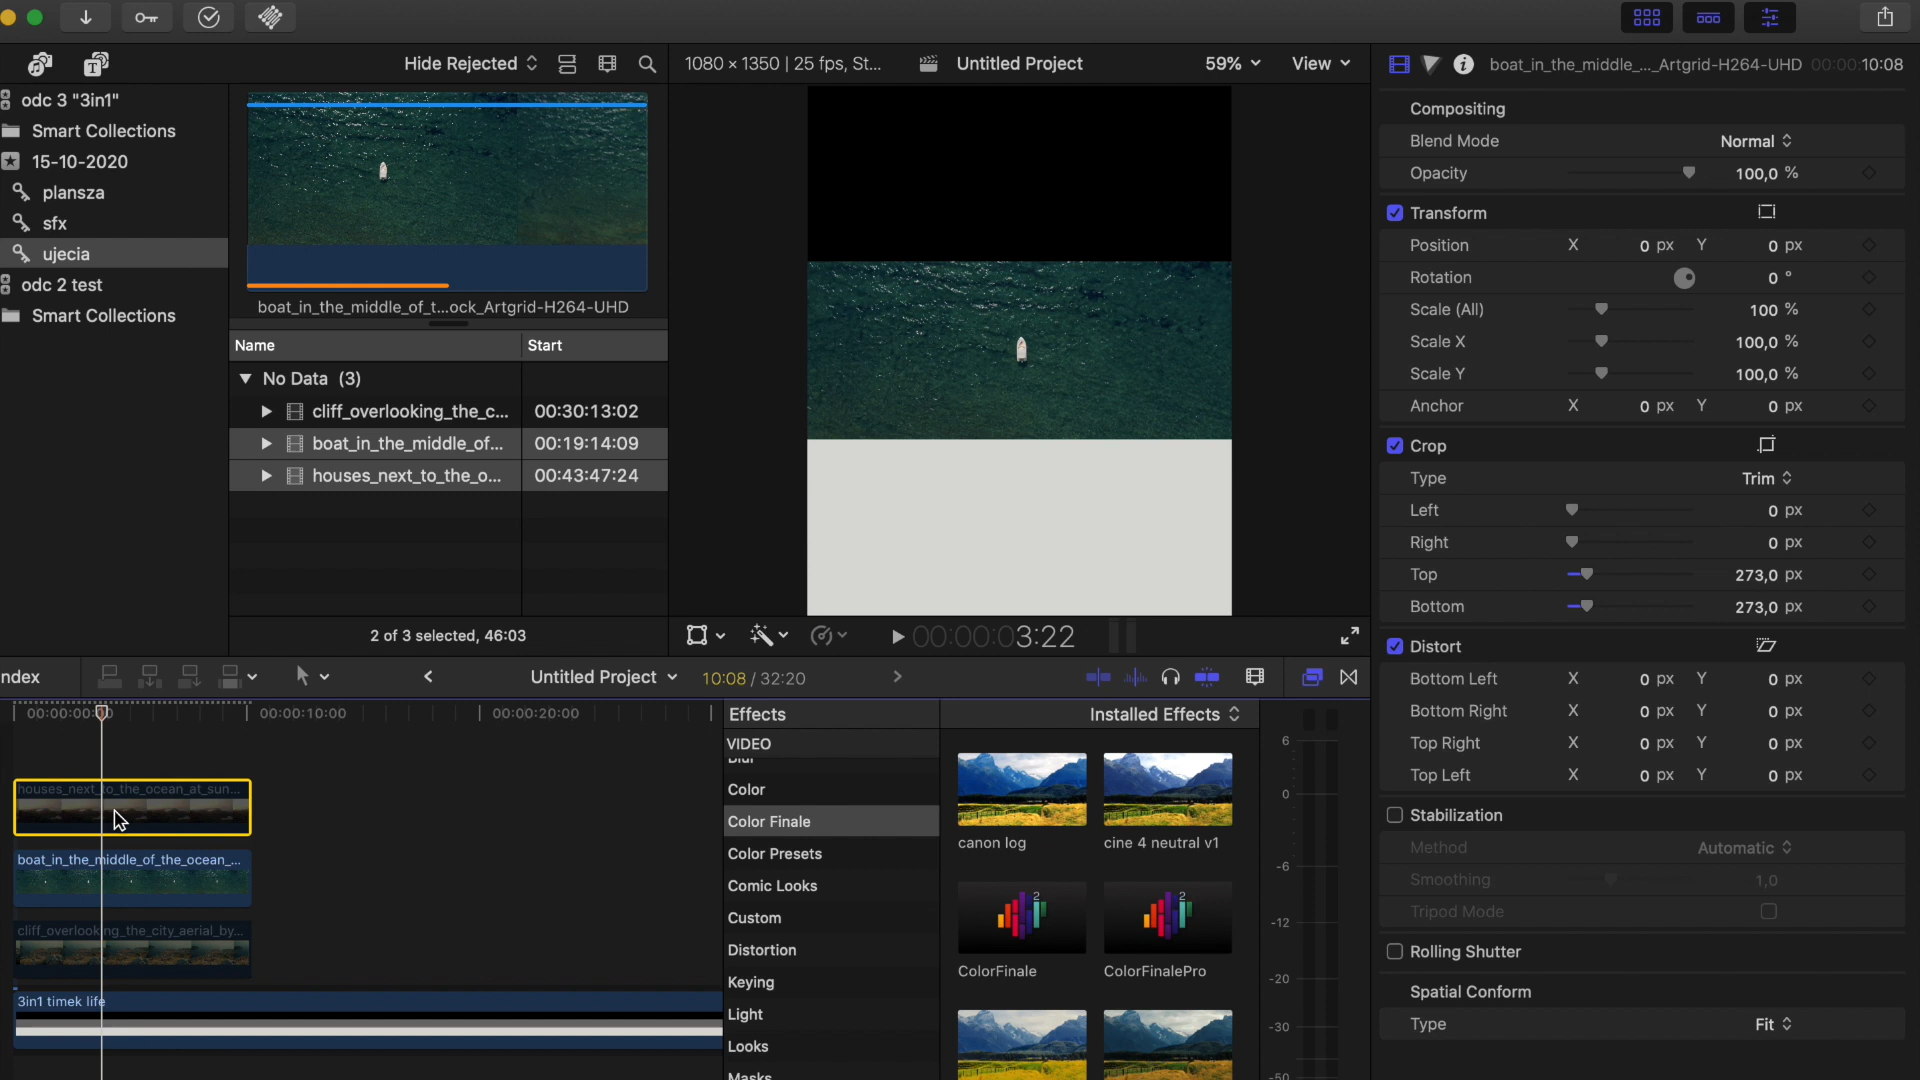 Hide Rejected
1080 × 1350 | 25 fps, St...
Untitled Project
59%
View
boat_in_the_middle_..._Artgrid-H264-UHD
00:00:10:08
odc 3 "3in1"
Smart Collections
15-10-2020
plansza
sfx
ujecia
odc 2 test
Smart Collections
boat_in_the_middle_of_t...ock_Artgrid-H264-UHD
Name
Start
No Data (3)
cliff_overlooking_the_c...
00:30:13:02
boat_in_the_middle_of...
00:19:14:09
houses_next_to_the_o...
00:43:47:24
2 of 3 selected, 46:03
00:00:03:22
Compositing
Blend Mode
Normal
Opacity
100,0 %
Transform
Position X 0 px Y 0 px
Rotation 0 °
Scale (All) 100 %
Scale X 100,0 %
Scale Y 100,0 %
Anchor X 0 px Y 0 px
Crop
Type Trim
Left 0 px
Right 0 px
Top 273,0 px
Bottom 273,0 px
Distort
Bottom Left X 0 px Y 0 px
Bottom Right X 0 px Y 0 px
Top Right X 0 px Y 0 px
Top Left X 0 px Y 0 px
Stabilization
Method Automatic
Smoothing 1,0
Tripod Mode
Rolling Shutter
Spatial Conform
Type Fit
ndex
Untitled Project
10:08 / 32:20
00:00:10:00
00:00:20:00
houses_next_to_the_ocean_at_sun...
boat_in_the_middle_of_the_ocean_...
cliff_overlooking_the_city_aerial_by...
3in1 timek life
Effects
Installed Effects
VIDEO
Blur
Color
Color Finale
Color Presets
Comic Looks
Custom
Distortion
Keying
Light
Looks
Masks
canon log
cine 4 neutral v1
2
2
ColorFinale
ColorFinalePro
6
0
-6
-12
-20
-30
-50